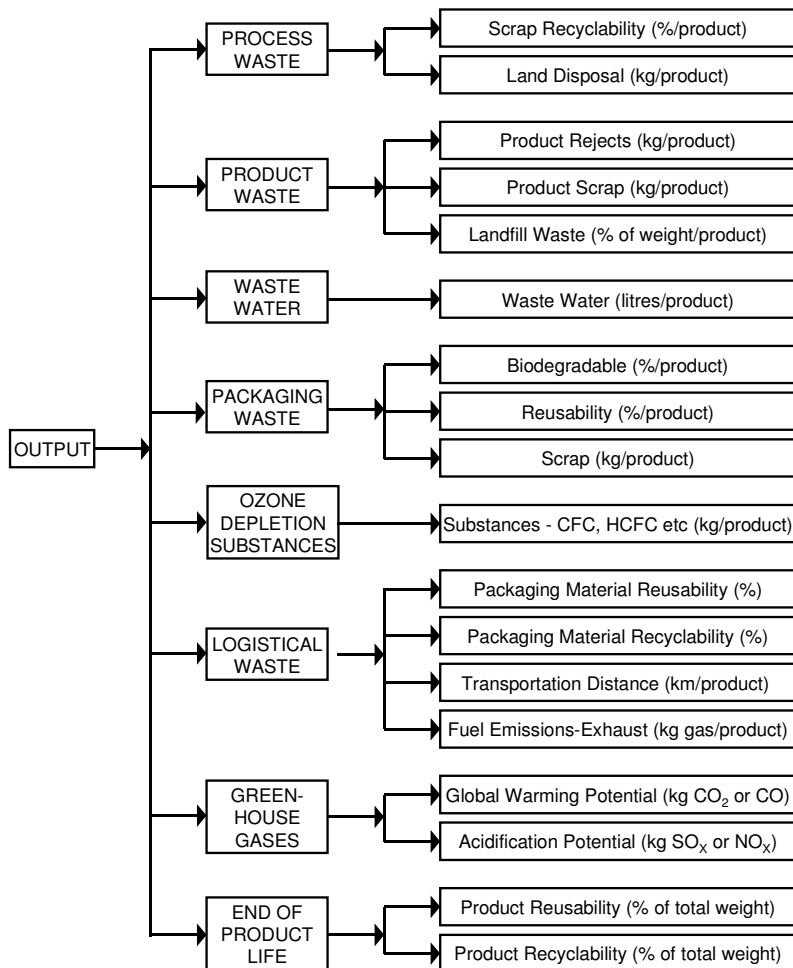 PROCESS
WASTE
Scrap Recyclability (%/product)
Land Disposal (kg/product)
PRODUCT
WASTE
Product Rejects (kg/product)
Product Scrap (kg/product)
Landfill Waste (% of weight/product)
WASTE
WATER
Waste Water (litres/product)
PACKAGING
WASTE
Biodegradable (%/product)
Reusability (%/product)
Scrap (kg/product)
OUTPUT
OZONE
DEPLETION
SUBSTANCES
Substances - CFC, HCFC etc (kg/product)
LOGISTICAL
WASTE
Packaging Material Reusability (%)
Packaging Material Recyclability (%)
Transportation Distance (km/product)
Fuel Emissions-Exhaust (kg gas/product)
GREEN-
HOUSE
GASES
Global Warming Potential (kg CO₂ or CO)
Acidification Potential (kg SOX or NOX)
END OF
PRODUCT
LIFE
Product Reusability (% of total weight)
Product Recyclability (% of total weight)